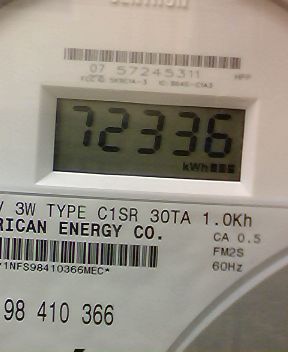 07 57245311
72336
kWh
V 3W TYPE C1SR 30TA 1.0Kh
RICAN ENERGY CO.
CA 0.5
FM2S
60Hz
*1NFS98410366MEC*
98 410 366